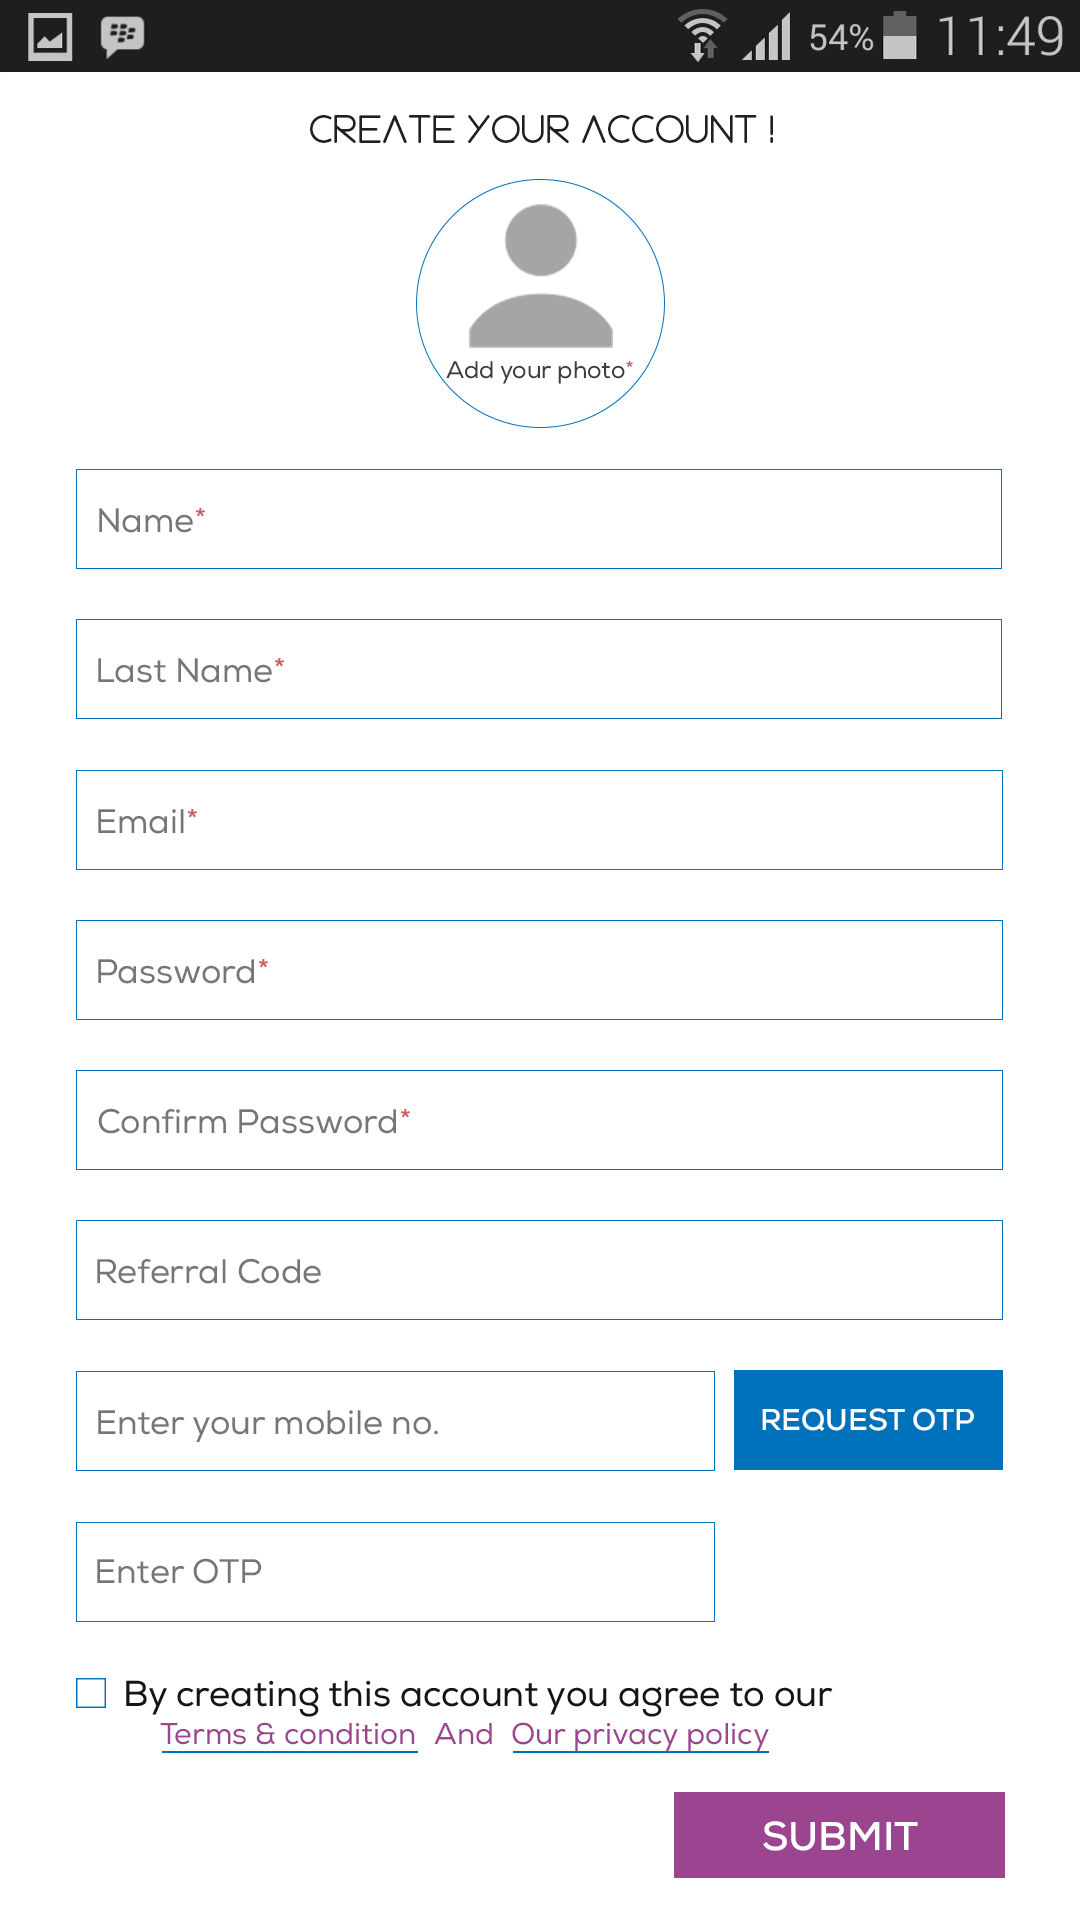 54% 11:49
CREATE YOUR ACCOUNT !
Add your photo*
Name*
Last Name*
Email*
Password*
Confirm Password*
Referral Code
Enter your mobile no.
REQUEST OTP
Enter OTP
By creating this account you agree to our
Terms & condition And Our privacy policy
SUBMIT